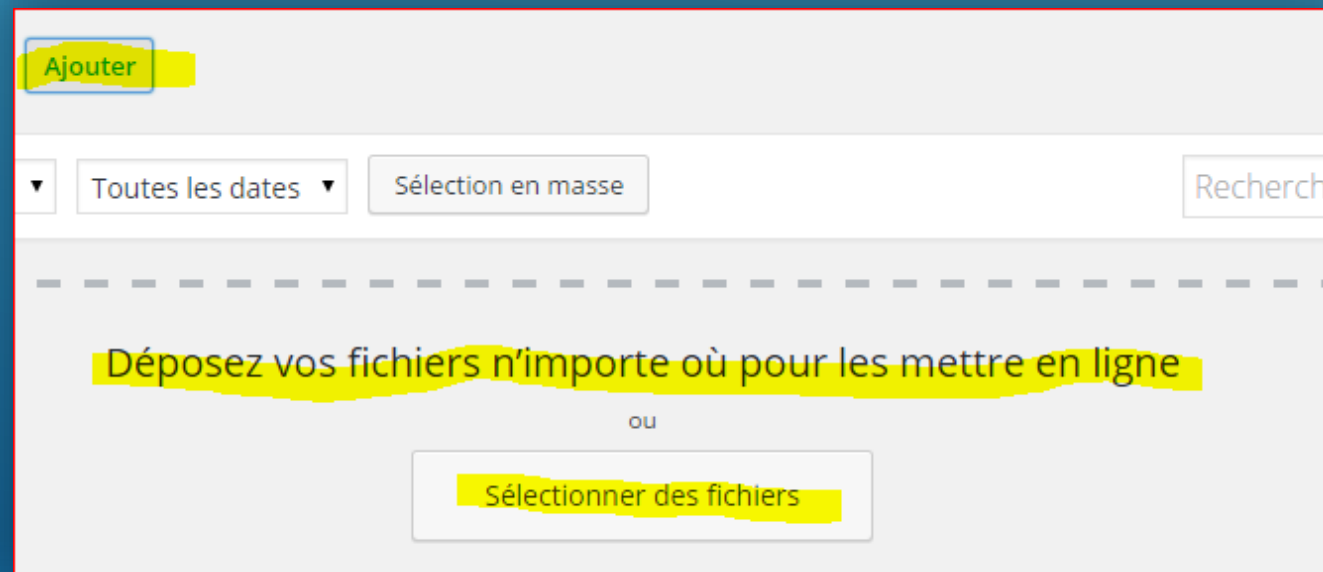 Ajouter
Toutes les dates Sélection en masse Recherch
Déposez vos fichiers n’importe où pour les mettre en ligne
ou
Sélectionner des fichiers